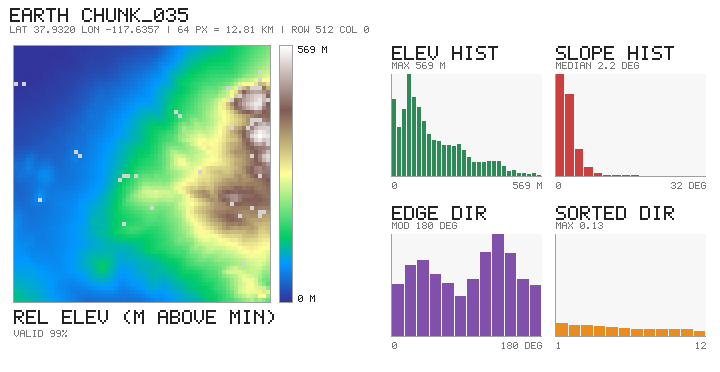 EARTH CHUNK_035
LAT 37.9320 LON -117.6357 | 64 PX = 12.81 KM | ROW 512 COL 0
569 M
0 M
REL ELEV (M ABOVE MIN)
VALID 99%
ELEV HIST
MAX 569 M
0 569 M
SLOPE HIST
MEDIAN 2.2 DEG
0 32 DEG
EDGE DIR
MOD 180 DEG
0 180 DEG
SORTED DIR
MAX 0.13
1 12